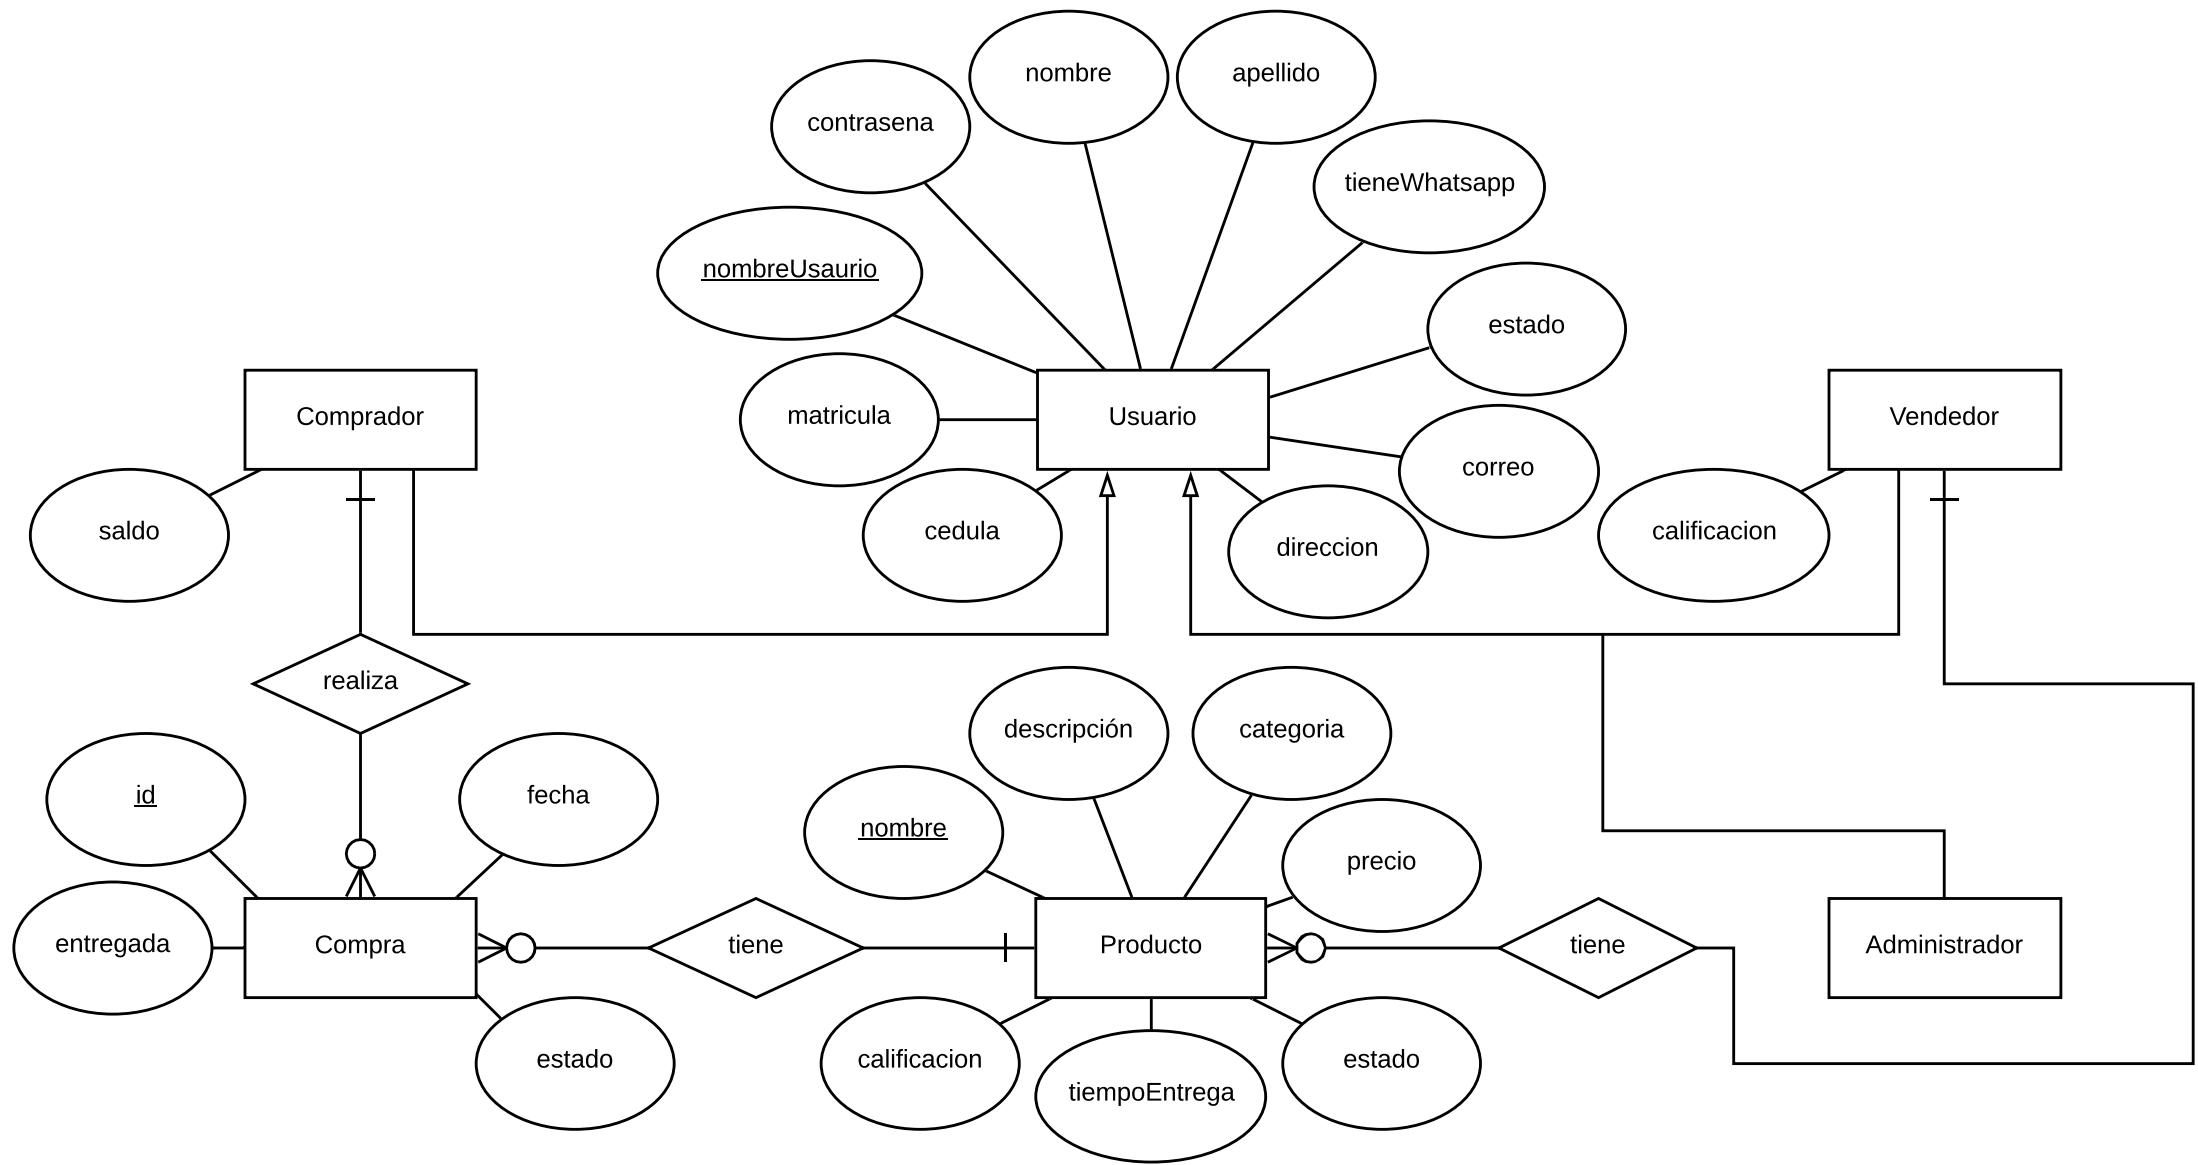 nombre
apellido
contrasena
tieneWhatsapp
nombreUsaurio
estado
Comprador
matricula
Usuario
Vendedor
correo
saldo
cedula
direccion
calificacion
realiza
descripción
categoria
id
fecha
nombre
precio
entregada
Compra
tiene
Producto
tiene
Administrador
estado
calificacion
tiempoEntrega
estado